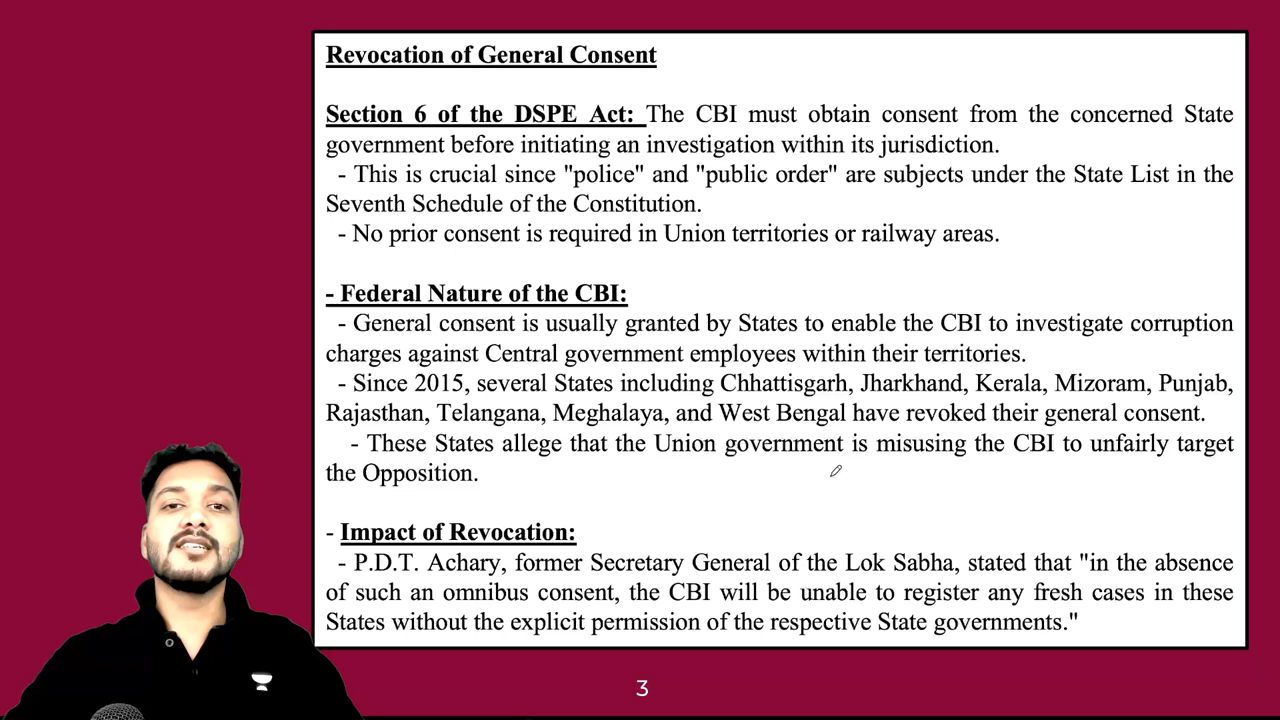 Revocation of General Consent
Section 6 of the DSPE Act: The CBI must obtain consent from the concerned State
government before initiating an investigation within its jurisdiction.
- This is crucial since "police" and "public order" are subjects under the State List in the
Seventh Schedule of the Constitution.
- No prior consent is required in Union territories or railway areas.
- Federal Nature of the CBI:
- General consent is usually granted by States to enable the CBI to investigate corruption
charges against Central government employees within their territories.
- Since 2015, several States including Chhattisgarh, Jharkhand, Kerala, Mizoram, Punjab,
Rajasthan, Telangana, Meghalaya, and West Bengal have revoked their general consent.
- These States allege that the Union government is misusing the CBI to unfairly target
the Opposition.
- Impact of Revocation:
- P.D.T. Achary, former Secretary General of the Lok Sabha, stated that "in the absence
of such an omnibus consent, the CBI will be unable to register any fresh cases in these
States without the explicit permission of the respective State governments."
3